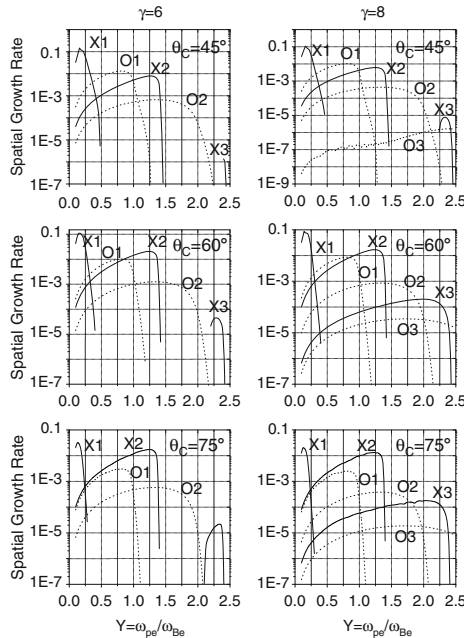 γ=6
γ=8
Spatial Growth Rate
0.1
1E-3
1E-5
1E-7
X1
O1
X2
θC=45°
O2
X3
0.0 0.5 1.0 1.5 2.0 2.5
0.1
1E-3
1E-5
1E-7
1E-9
X1
O1
X2
θC=45°
O2
X3
O3
0.0 0.5 1.0 1.5 2.0 2.5
Spatial Growth Rate
0.1
1E-3
1E-5
1E-7
X1
O1
X2
θC=60°
O2
X3
0.0 0.5 1.0 1.5 2.0 2.5
0.1
1E-3
1E-5
1E-7
X1
X2
θC=60°
O1
O2
X3
O3
0.0 0.5 1.0 1.5 2.0 2.5
Spatial Growth Rate
0.1
1E-3
1E-5
1E-7
X1
X2
θC=75°
O1
O2
X3
0.0 0.5 1.0 1.5 2.0 2.5
Y=ωpe/ωBe
0.1
1E-3
1E-5
1E-7
X1
X2
θC=75°
O1
O2
X3
O3
0.0 0.5 1.0 1.5 2.0 2.5
Y=ωpe/ωBe